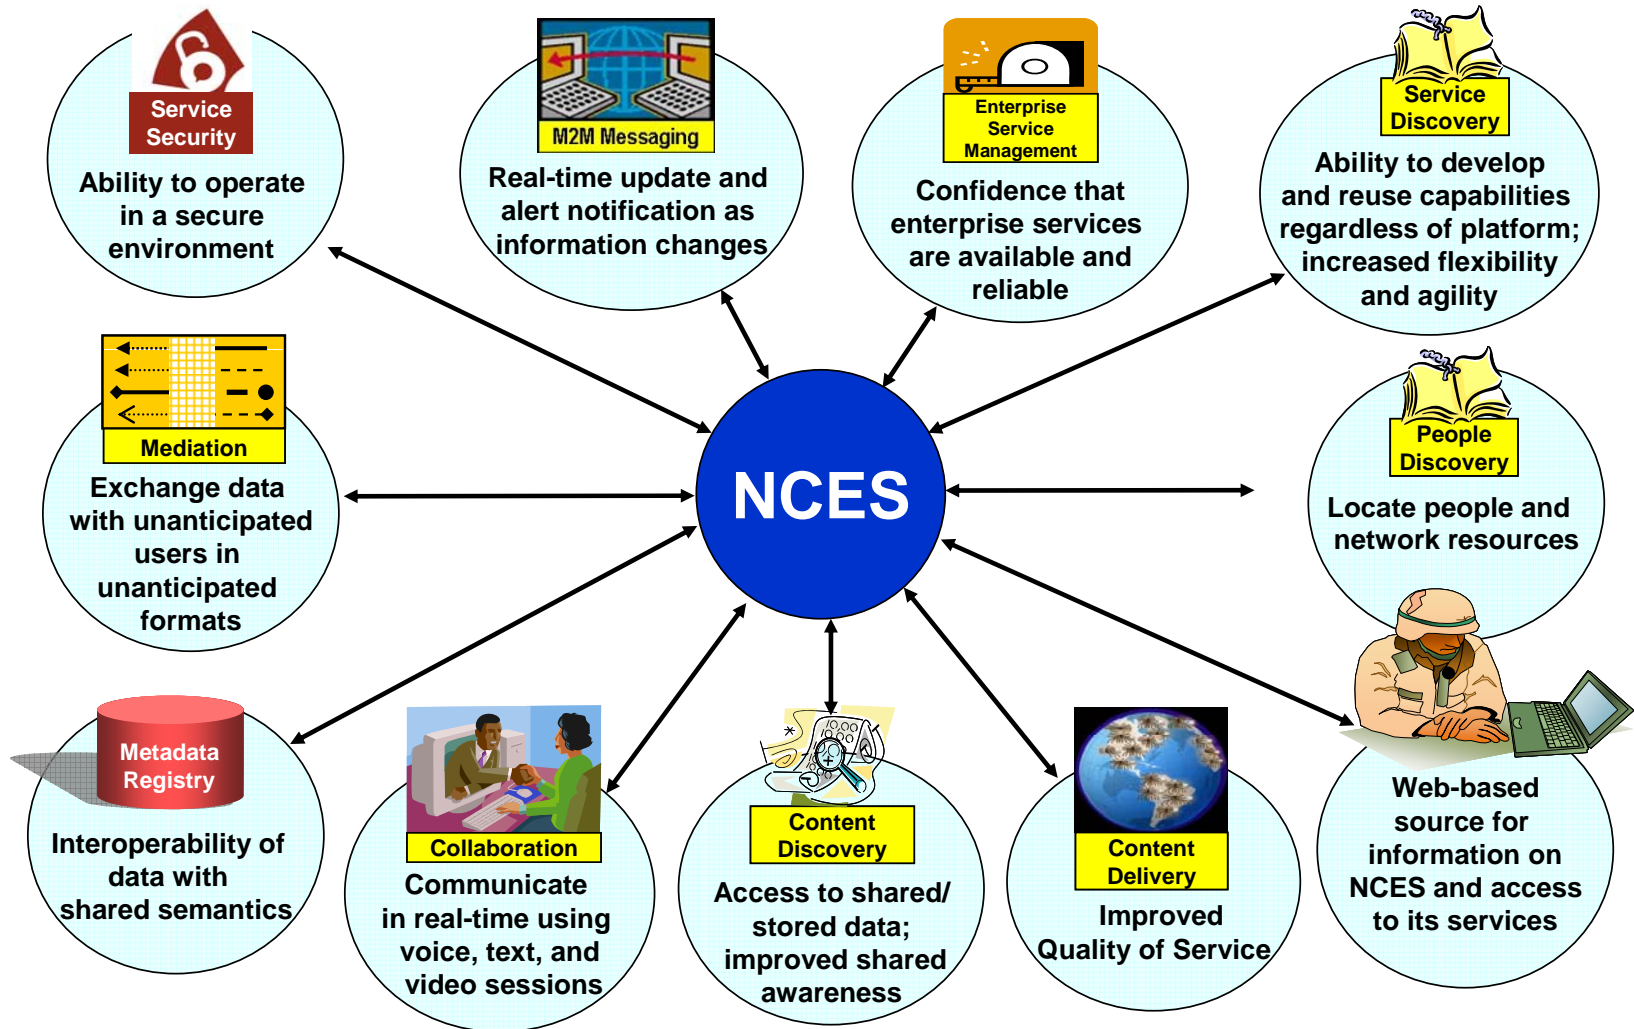 Service
Security
Ability to operate
in a secure
environment
M2M Messaging
Real-time update and
alert notification as
information changes
Enterprise
Service
Management
Confidence that
enterprise services
are available and
reliable
Service
Discovery
Ability to develop
and reuse capabilities
regardless of platform;
increased flexibility
and agility
Mediation
Exchange data
with unanticipated
users in
unanticipated
formats
NCES
People
Discovery
Locate people and
network resources
Metadata
Registry
Interoperability of
data with
shared semantics
Collaboration
Communicate
in real-time using
voice, text, and
video sessions
Content
Discovery
Access to shared/
stored data;
improved shared
awareness
Content
Delivery
Improved
Quality of Service
Web-based
source for
information on
NCES and access
to its services